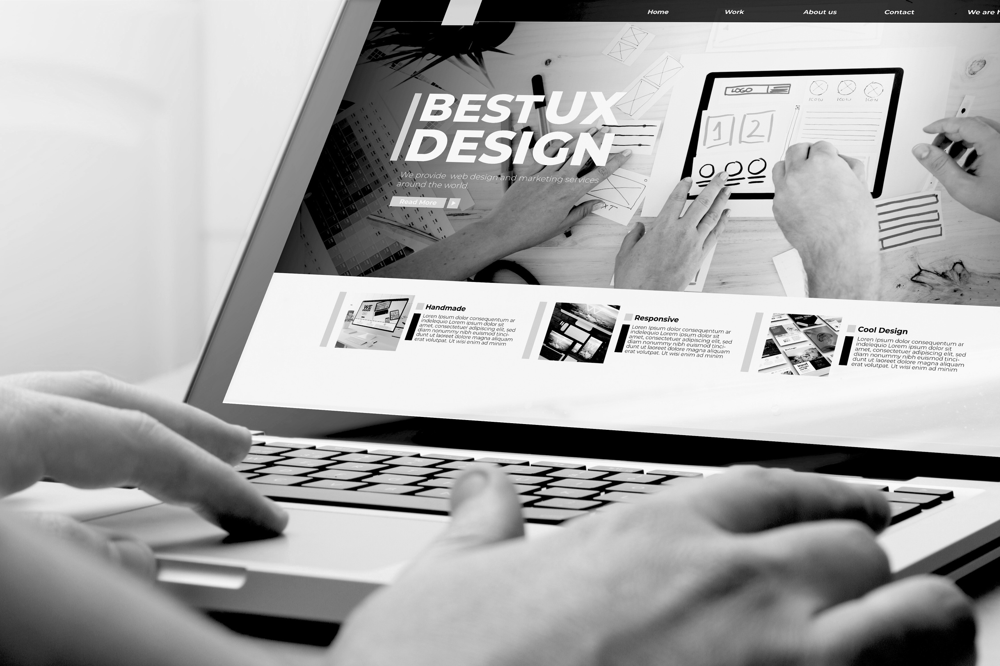 Home Work About us Contact We are
BEST UX
DESIGN
We provide web design and marketing services
around the world.
Read More
LOGO
ICON ICON ICON
1 2
WE
DESIGN
Handmade
Loren Ipsum dolor consequentum ar
indelequio Lorem ipsum dolor sit
amet, consectetuer adipiscing elit, sed
diam nonummy nibh euismod tinci-
dunt ut laoreet dolore magna aliquam
erat volutpat. Ut wisi enim ad minim
Responsive
Loren Ipsum dolor consequentum ar
indelequio Lorem ipsum dolor sit
amet, consectetuer adipiscing elit, sed
diam nonummy nibh euismod tinci-
dunt ut laoreet dolore magna aliquam
erat volutpat. Ut wisi enim ad minim
travel
Cool Design
Loren Ipsum dolor consequentum ar
indelequio Lorem ipsum dolor sit
amet, consectetuer adipiscing elit, sed
diam nonummy nibh euismod tinci-
dunt ut laoreet dolore magna aliquam
erat volutpat. Ut wisi enim ad minim